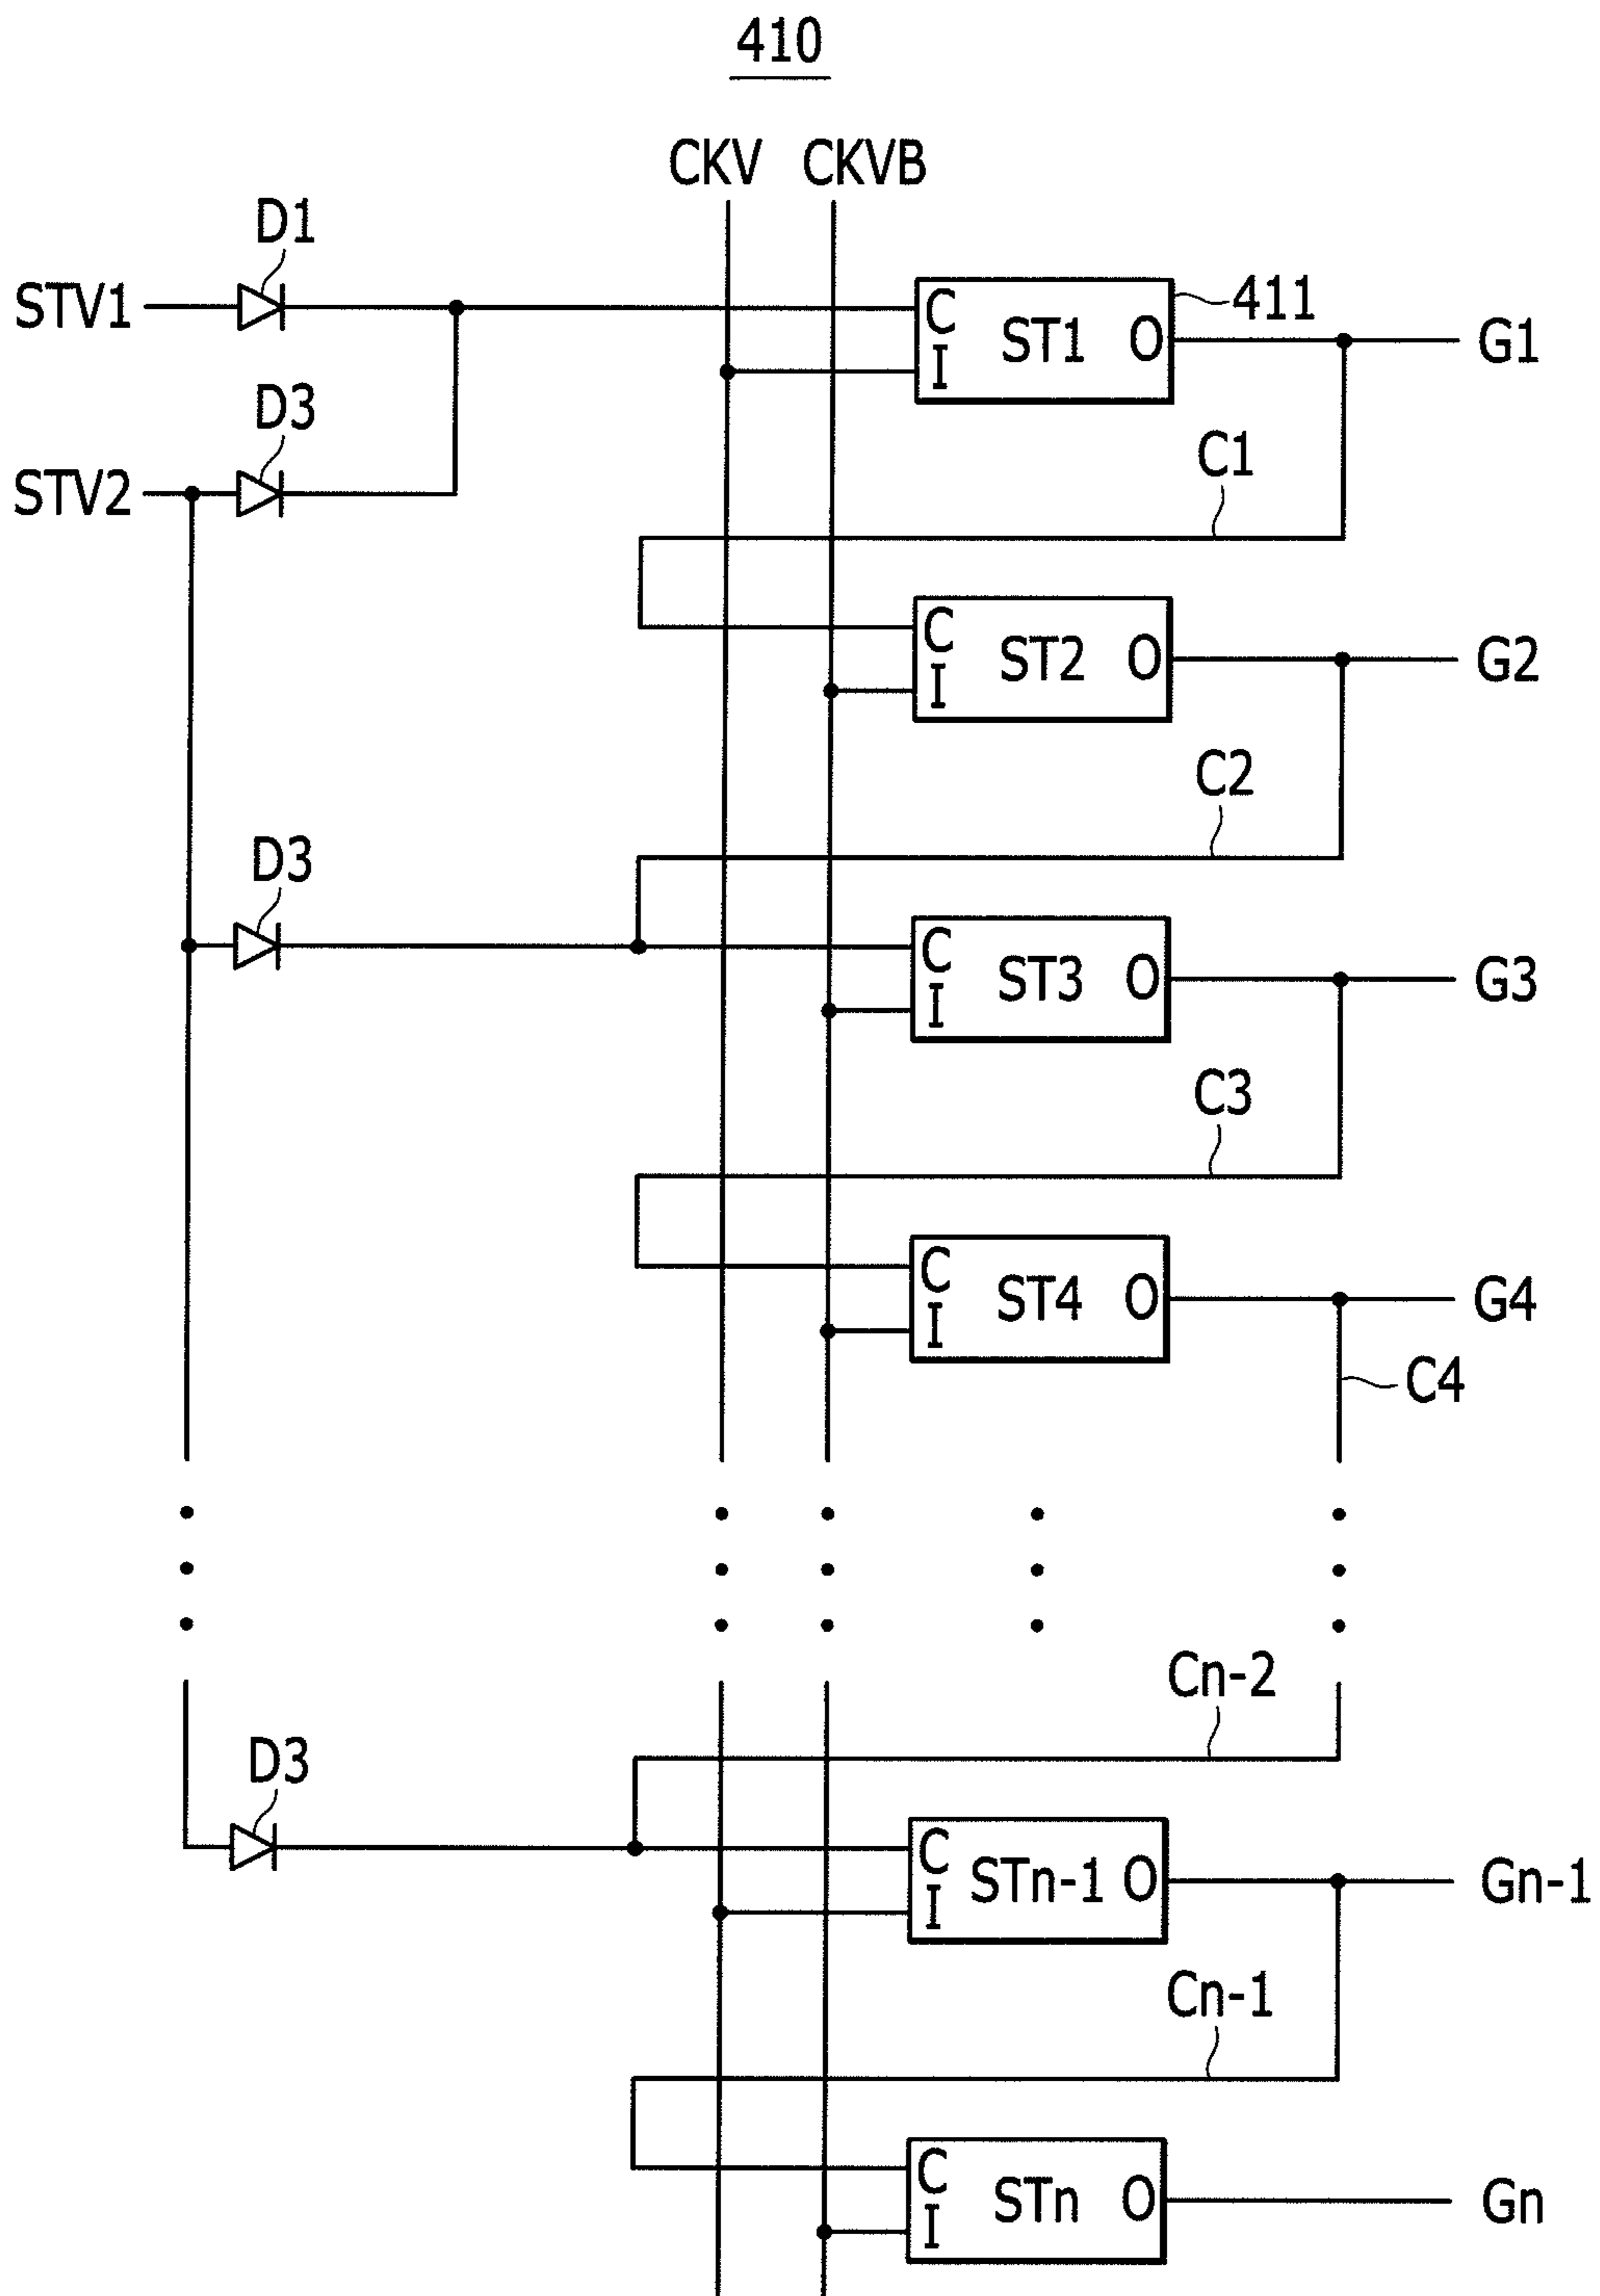 410
CKV CKVB
D1
STV1
C ST1 O
I
411
G1
D3
STV2
C1
C ST2 O
I
G2
C2
D3
C ST3 O
I
G3
C3
C ST4 O
I
G4
C4
Cn-2
D3
C STn-1 O
I
Gn-1
Cn-1
C STn O
I
Gn